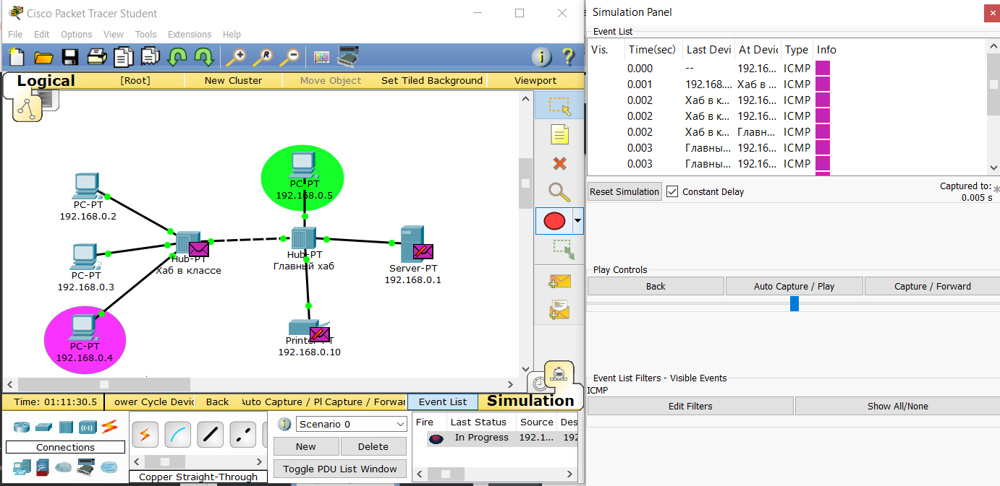 Cisco Packet Tracer Student
File Edit Options View Tools Extensions Help
Logical [Root] New Cluster Move Object Set Tiled Background Viewport
PC-PT
192.168.0.2
PC-PT
192.168.0.3
PC-PT
192.168.0.4
Hub-PT
Хаб в классе
PC-PT
192.168.0.5
Hub-PT
Главный хаб
Server-PT
192.168.0.1
192.168.0.10
Time: 01:11:30.5 ower Cycle Devic Back Auto Capture / Pl Capture / Forwar Event List Simulation
Connections
Copper Straight-Through
Scenario 0
New Delete
Toggle PDU List Window
Fire Last Status Source Des
In Progress 192.1... 192
Simulation Panel
Event List
Vis. Time(sec) Last Devi At Devic Type Info
0.000 -- 192.16... ICMP
0.001 192.168.... Хаб в ... ICMP
0.002 Хаб в к... 192.16... ICMP
0.002 Хаб в к... 192.16... ICMP
0.002 Хаб в к... Главн... ICMP
0.003 Главны... 192.16... ICMP
0.003 Главны... 192.16... ICMP
Reset Simulation Constant Delay Captured to: *
0.005 s
Play Controls
Back Auto Capture / Play Capture / Forward
Event List Filters - Visible Events
ICMP
Edit Filters Show All/None